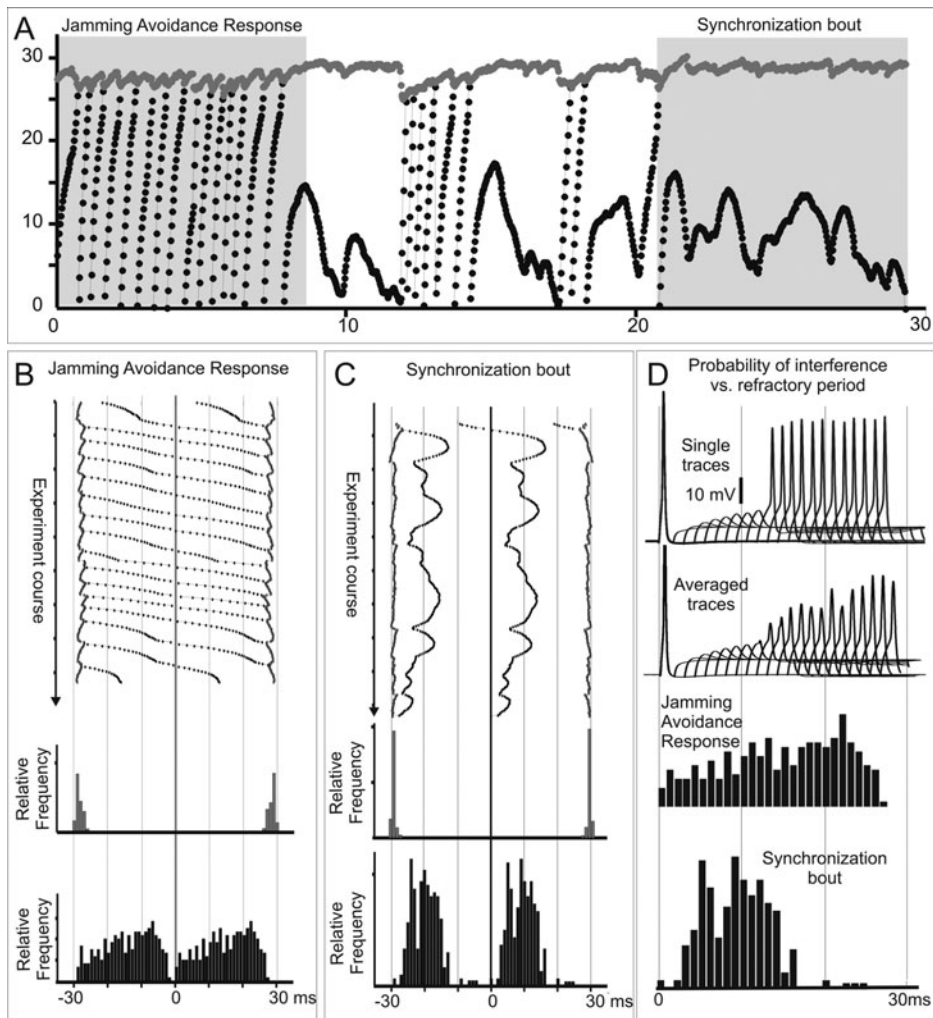 A
Jamming Avoidance Response
Synchronization bout
30
20
10
0
0
10
20
30
B
Jamming Avoidance Response
Experiment course
Relative
Frequency
Relative
Frequency
-30
0
30 ms
C
Synchronization bout
Experiment course
Relative
Frequency
Relative
Frequency
-30
0
30 ms
D
Probability of interference
vs. refractory period
Single
traces
10 mV
Averaged
traces
Jamming
Avoidance
Response
Synchronization
bout
0
30ms